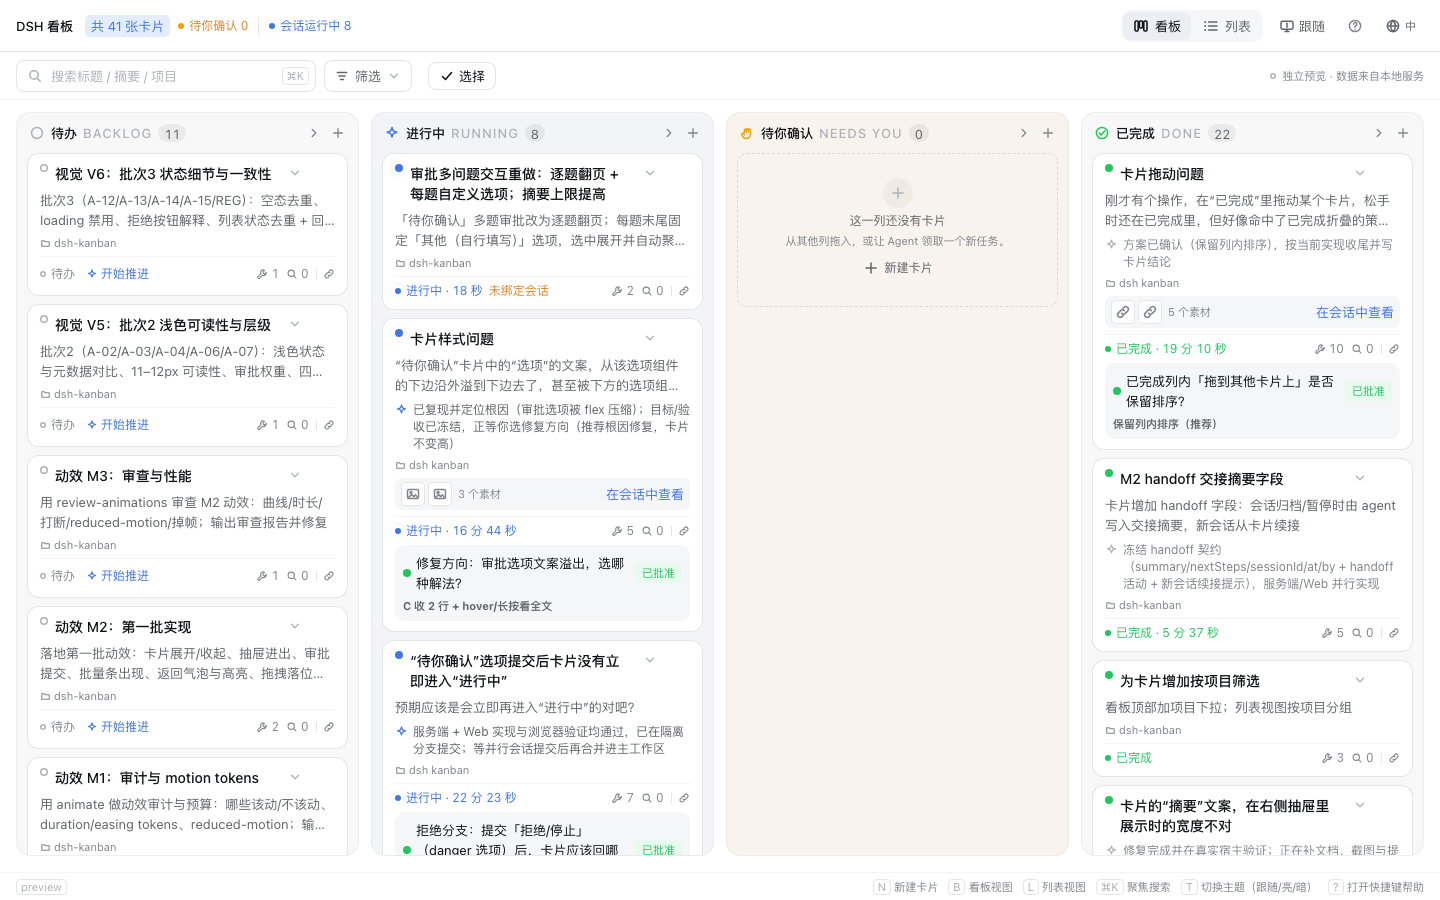 DSH 看板 共 41 张卡片 待你确认 0 会话运行中 8 看板 列表 跟随 中
搜索标题 / 摘要 / 项目 ⌘K 筛选 选择 独立预览 · 数据来自本地服务
待办 BACKLOG 11
视觉 V6：批次3 状态细节与一致性
批次3（A-12/A-13/A-14/A-15/REG）：空态去重、
loading 禁用、拒绝按钮解释、列表状态去重 + 回...
dsh-kanban
待办 开始推进 1 0
视觉 V5：批次2 浅色可读性与层级
批次2（A-02/A-03/A-04/A-06/A-07）：浅色状态
与元数据对比、11–12px 可读性、审批权重、四...
dsh-kanban
待办 开始推进 1 0
动效 M3：审查与性能
用 review-animations 审查 M2 动效：曲线/时长/
打断/reduced-motion/掉帧；输出审查报告并修复
dsh-kanban
待办 开始推进 1 0
动效 M2：第一批实现
落地第一批动效：卡片展开/收起、抽屉进出、审批
提交、批量条出现、返回气泡与高亮、拖拽落位...
dsh-kanban
待办 开始推进 2 0
动效 M1：审计与 motion tokens
用 animate 做动效审计与预算：哪些该动/不该动、
duration/easing tokens、reduced-motion；输...
dsh-kanban
进行中 RUNNING 8
审批多问题交互重做：逐题翻页 +
每题自定义选项；摘要上限提高
「待你确认」多题审批改为逐题翻页；每题末尾固
定「其他（自行填写）」选项，选中展开并自动聚...
dsh-kanban
进行中 · 18 秒 未绑定会话 2 0
卡片样式问题
“待你确认”卡片中的“选项”的文案，从该选项组件
的下边沿外溢到下边去了，甚至被下方的选项组...
已复现并定位根因（审批选项被 flex 压缩）；目标/验
收已冻结，正等你选修复方向（推荐根因修复，卡片
不变高）
dsh kanban
3 个素材 在会话中查看
进行中 · 16 分 44 秒 5 0
修复方向：审批选项文案溢出，选哪
种解法？
已批准
C 收 2 行 + hover/长按看全文
“待你确认”选项提交后卡片没有立
即进入“进行中”
预期应该是会立即再进入“进行中”的对吧?
服务端 + Web 实现与浏览器验证均通过，已在隔离
分支提交；等并行会话提交后再合并进主工作区
dsh kanban
进行中 · 22 分 23 秒 7 0
拒绝分支：提交「拒绝/停止」
（danger 选项）后，卡片应该回哪
已批准
待你确认 NEEDS YOU 0
这一列还没有卡片
从其他列拖入，或让 Agent 领取一个新任务。
新建卡片
已完成 DONE 22
卡片拖动问题
刚才有个操作，在“已完成”里拖动某个卡片，松手
时还在已完成里，但好像命中了已完成折叠的策...
方案已确认（保留列内排序），按当前实现收尾并写
卡片结论
dsh kanban
5 个素材 在会话中查看
已完成 · 19 分 10 秒 10 0
已完成列内「拖到其他卡片上」是否
保留排序？
已批准
保留列内排序（推荐）
M2 handoff 交接摘要字段
卡片增加 handoff 字段：会话归档/暂停时由 agent
写入交接摘要，新会话从卡片续接
冻结 handoff 契约
（summary/nextSteps/sessionId/at/by + handoff
活动 + 新会话续接提示），服务端/Web 并行实现
dsh-kanban
已完成 · 5 分 37 秒 5 0
为卡片增加按项目筛选
看板顶部加项目下拉；列表视图按项目分组
dsh-kanban
已完成 3 0
卡片的“摘要”文案，在右侧抽屉里
展示时的宽度不对
修复完成并在真实宿主验证；正在补文档、截图与提
preview N 新建卡片 B 看板视图 L 列表视图 ⌘K 聚焦搜索 T 切换主题（跟随/亮/暗） ? 打开快捷键帮助